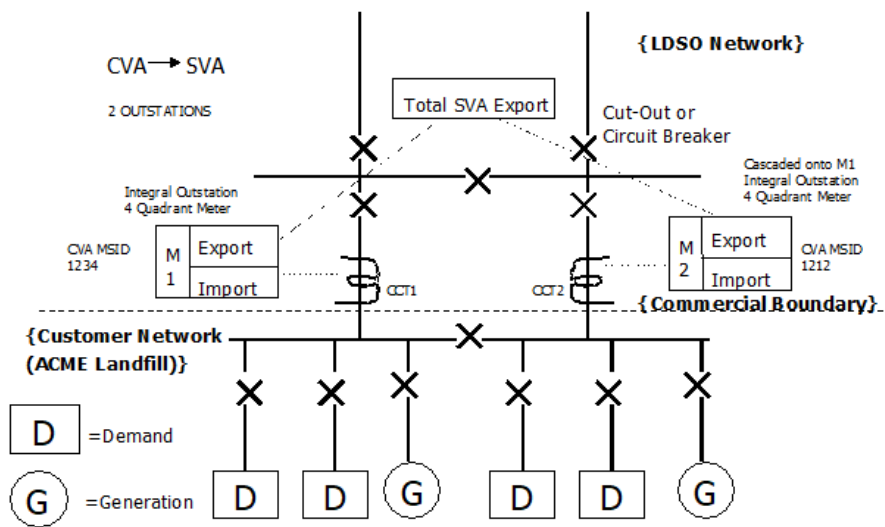 {LDSO Network}
CVA → SVA
2 OUTSTATIONS
Total SVA Export
Cut-Out or
Circuit Breaker
Cascaded onto M1
Integral Outstation
4 Quadrant Meter
Integral Outstation
4 Quadrant Meter
CVA MSID
1234
M
1
Export
Import
CCT1
CCT2
M
2
Export
Import
CVA MSID
1212
{Commercial Boundary}
{Customer Network
(ACME Landfill)}
D =Demand
G =Generation
D
D
G
D
D
G